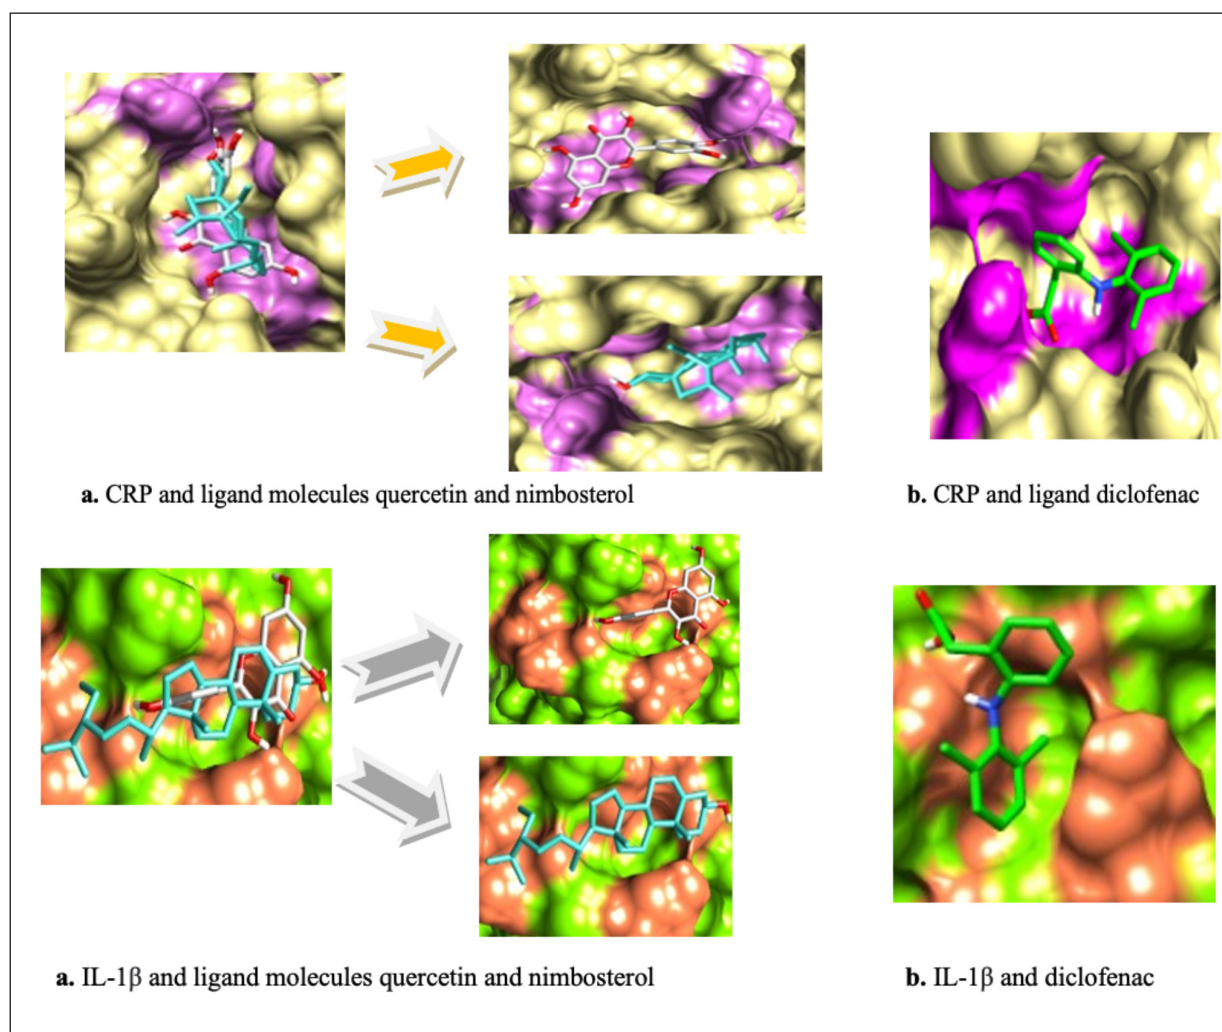 a. CRP and ligand molecules quercetin and nimbosterol
b. CRP and ligand diclofenac
a. IL-1β and ligand molecules quercetin and nimbosterol
b. IL-1β and diclofenac